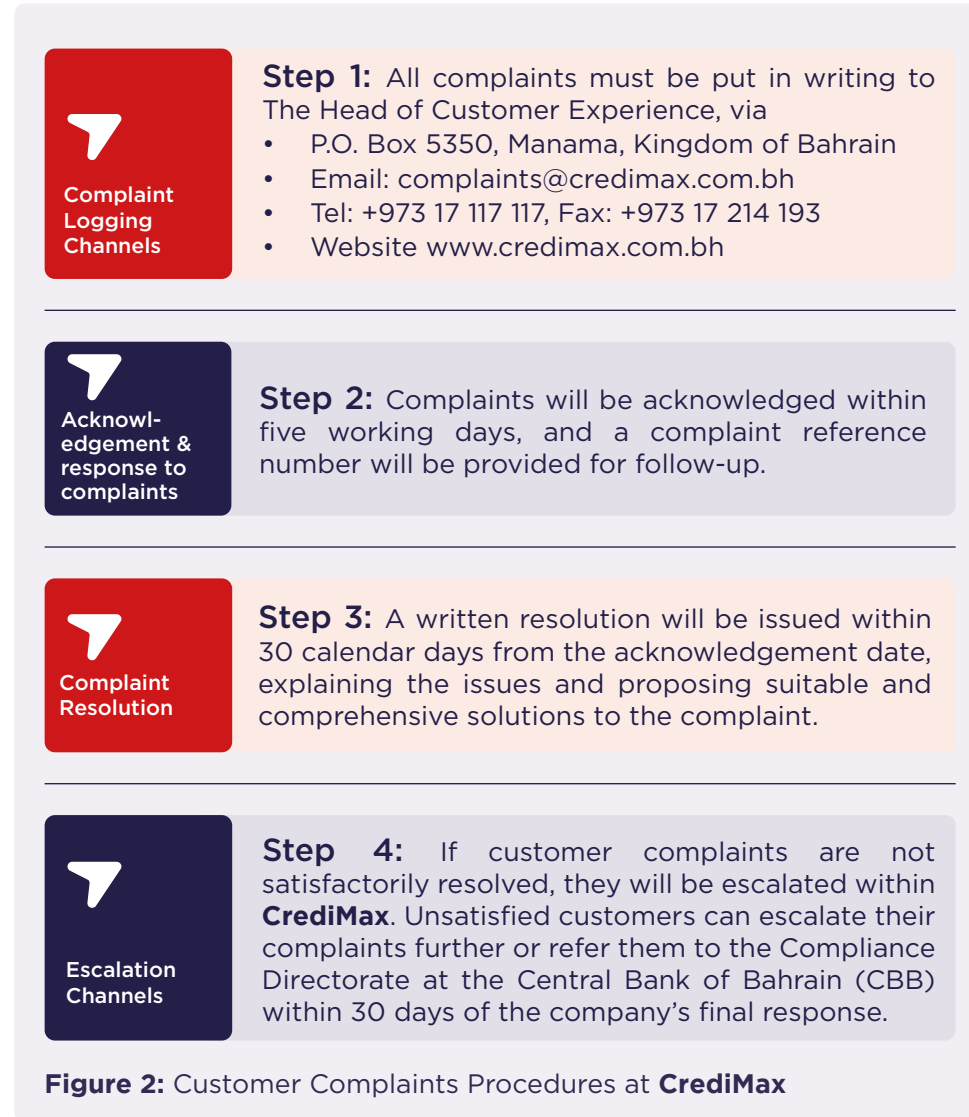 Complaint
Logging
Channels
Step 1: All complaints must be put in writing to
The Head of Customer Experience, via
• P.O. Box 5350, Manama, Kingdom of Bahrain
• Email: complaints@credimax.com.bh
• Tel: +973 17 117 117, Fax: +973 17 214 193
• Website www.credimax.com.bh
Acknowl-
edgement &
response to
complaints
Step 2: Complaints will be acknowledged within
five working days, and a complaint reference
number will be provided for follow-up.
Complaint
Resolution
Step 3: A written resolution will be issued within
30 calendar days from the acknowledgement date,
explaining the issues and proposing suitable and
comprehensive solutions to the complaint.
Escalation
Channels
Step 4: If customer complaints are not
satisfactorily resolved, they will be escalated within
CrediMax. Unsatisfied customers can escalate their
complaints further or refer them to the Compliance
Directorate at the Central Bank of Bahrain (CBB)
within 30 days of the company’s final response.
Figure 2: Customer Complaints Procedures at CrediMax